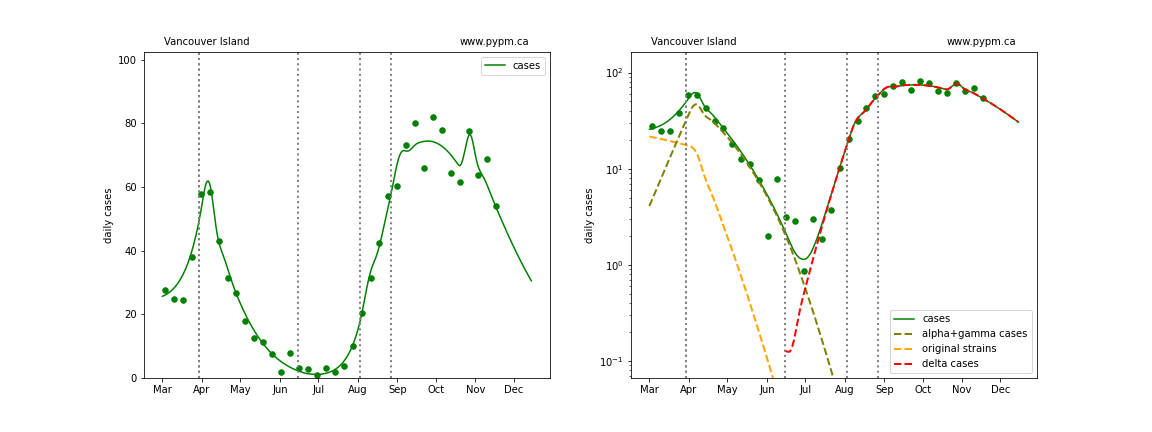 Vancouver Island www.pypm.ca
cases
daily cases
100
80
60
40
20
0
Mar Apr May Jun Jul Aug Sep Oct Nov Dec
Vancouver Island www.pypm.ca
daily cases
10²
10¹
10⁰
10⁻¹
cases
alpha+gamma cases
original strains
delta cases
Mar Apr May Jun Jul Aug Sep Oct Nov Dec